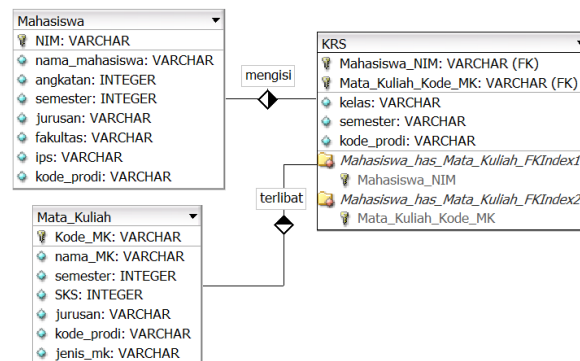 Mahasiswa
NIM: VARCHAR
nama_mahasiswa: VARCHAR
angkatan: INTEGER
semester: INTEGER
jurusan: VARCHAR
fakultas: VARCHAR
ips: VARCHAR
kode_prodi: VARCHAR
mengisi
KRS
Mahasiswa_NIM: VARCHAR (FK)
Mata_Kuliah_Kode_MK: VARCHAR (FK)
kelas: VARCHAR
semester: VARCHAR
kode_prodi: VARCHAR
Mahasiswa_has_Mata_Kuliah_FKIndex1
Mahasiswa_NIM
Mahasiswa_has_Mata_Kuliah_FKIndex2
Mata_Kuliah_Kode_MK
terlibat
Mata_Kuliah
Kode_MK: VARCHAR
nama_MK: VARCHAR
semester: INTEGER
SKS: INTEGER
jurusan: VARCHAR
kode_prodi: VARCHAR
jenis_mk: VARCHAR